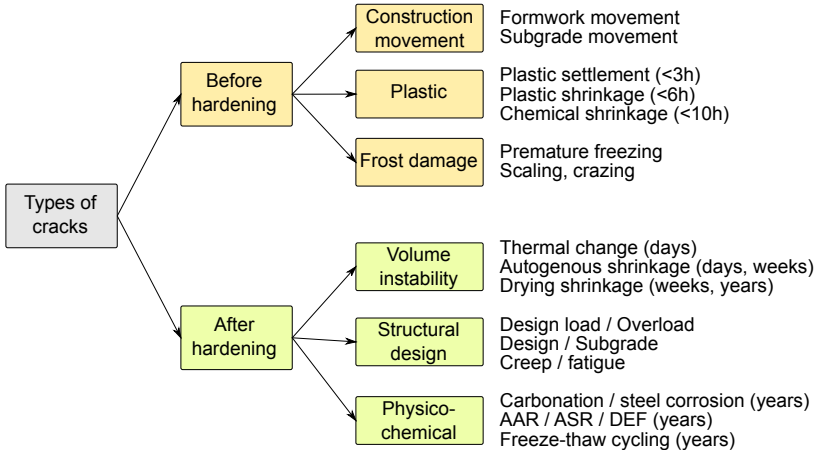 Types of
cracks
Before
hardening
Construction
movement
Formwork movement
Subgrade movement
Plastic
Plastic settlement (<3h)
Plastic shrinkage (<6h)
Chemical shrinkage (<10h)
Frost damage
Premature freezing
Scaling, crazing
After
hardening
Volume
instability
Thermal change (days)
Autogenous shrinkage (days, weeks)
Drying shrinkage (weeks, years)
Structural
design
Design load / Overload
Design / Subgrade
Creep / fatigue
Physico-
chemical
Carbonation / steel corrosion (years)
AAR / ASR / DEF (years)
Freeze-thaw cycling (years)